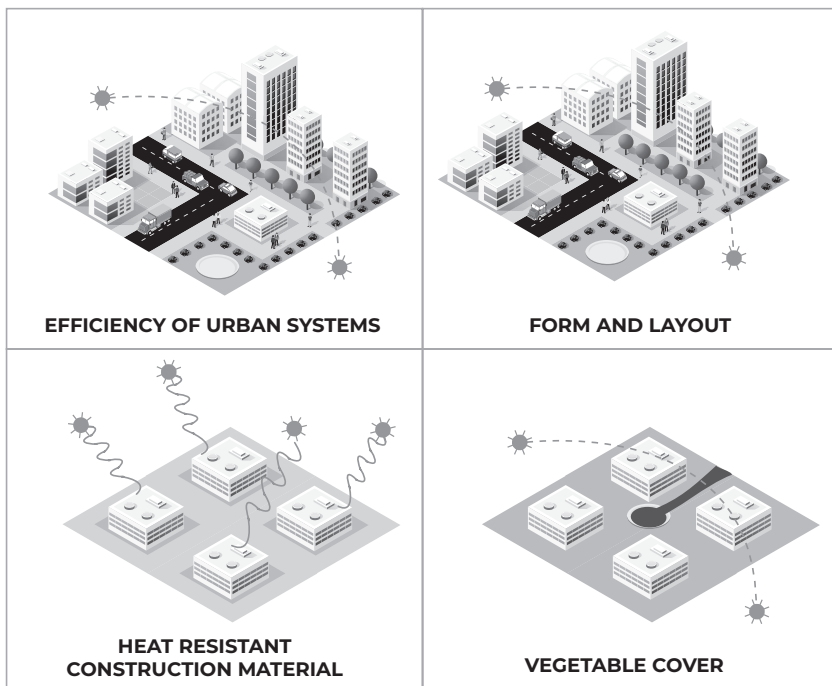 EFFICIENCY OF URBAN SYSTEMS
FORM AND LAYOUT
HEAT RESISTANT
CONSTRUCTION MATERIAL
VEGETABLE COVER